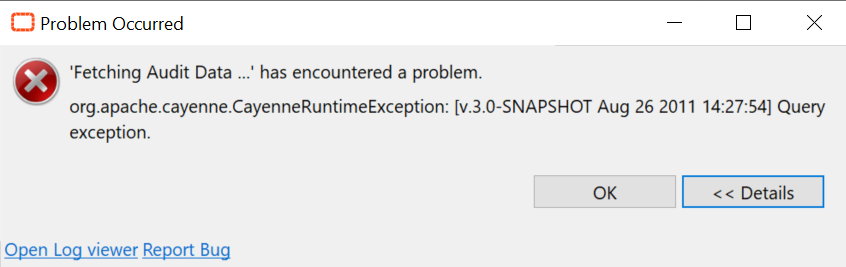 Problem Occurred
'Fetching Audit Data ...' has encountered a problem.
org.apache.cayenne.CayenneRuntimeException: [v.3.0-SNAPSHOT Aug 26 2011 14:27:54] Query
exception.
OK
<< Details
Open Log viewer Report Bug